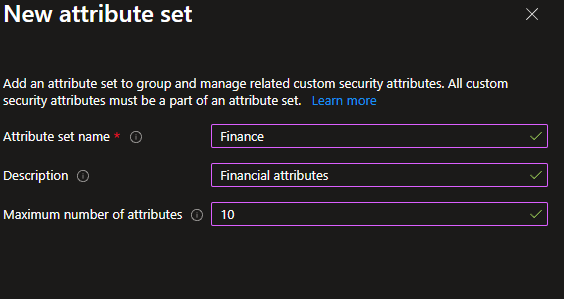 New attribute set
Add an attribute set to group and manage related custom security attributes. All custom
security attributes must be a part of an attribute set. Learn more
Attribute set name * Finance
Description Financial attributes
Maximum number of attributes 10